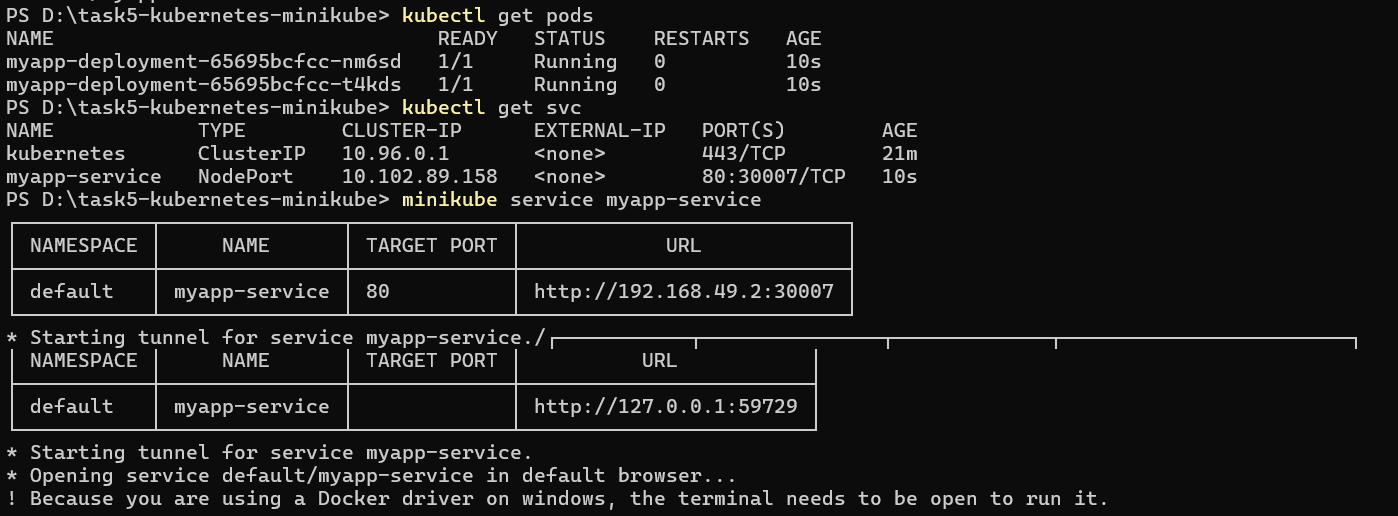 PS D:\task5-kubernetes-minikube> kubectl get pods
NAME READY STATUS RESTARTS AGE
myapp-deployment-65695bcfcc-nm6sd 1/1 Running 0 10s
myapp-deployment-65695bcfcc-t4kds 1/1 Running 0 10s
PS D:\task5-kubernetes-minikube> kubectl get svc
NAME TYPE CLUSTER-IP EXTERNAL-IP PORT(S) AGE
kubernetes ClusterIP 10.96.0.1 <none> 443/TCP 21m
myapp-service NodePort 10.102.89.158 <none> 80:30007/TCP 10s
PS D:\task5-kubernetes-minikube> minikube service myapp-service
NAMESPACE NAME TARGET PORT URL
default myapp-service 80 http://192.168.49.2:30007
* Starting tunnel for service myapp-service./
NAMESPACE NAME TARGET PORT URL
default myapp-service http://127.0.0.1:59729
* Starting tunnel for service myapp-service.
* Opening service default/myapp-service in default browser...
! Because you are using a Docker driver on windows, the terminal needs to be open to run it.